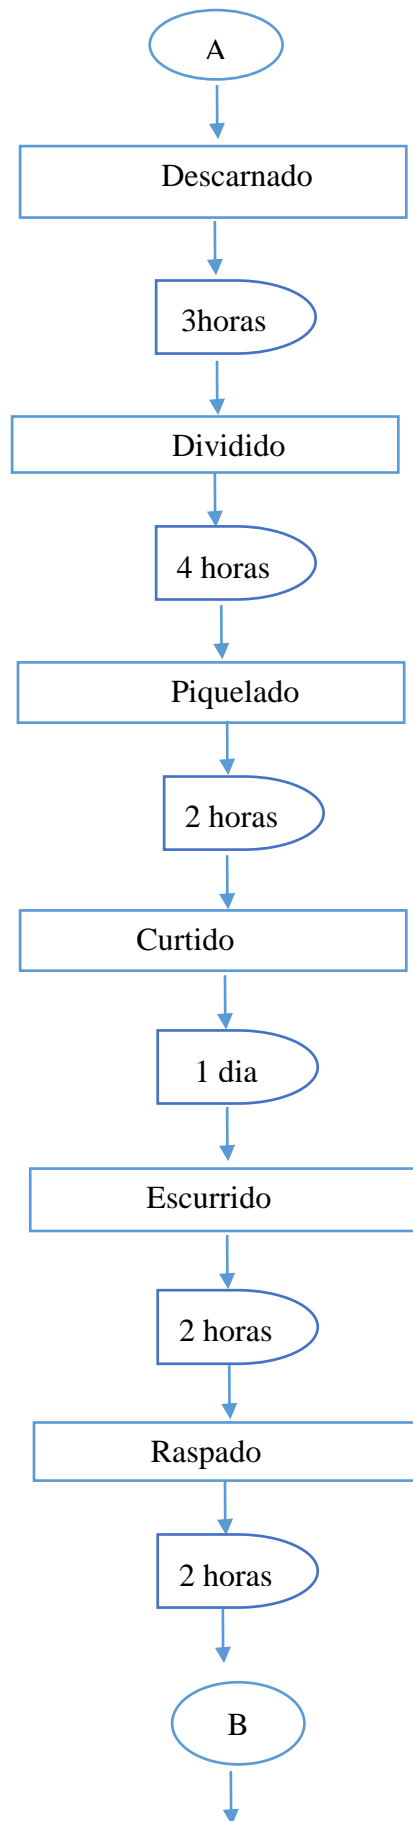 A
Descarnado
3horas
Dividido
4 horas
Piquelado
2 horas
Curtido
1 dia
Escurrido
2 horas
Raspado
2 horas
B